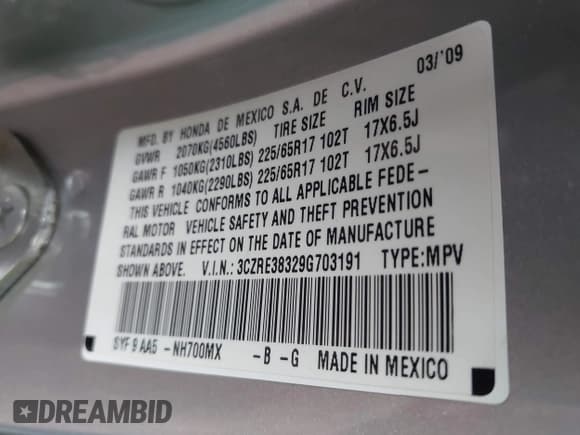 03/'09
MFD. BY HONDA DE MEXICO S.A. DE C.V.
GVWR 2070KG(4560LBS) TIRE SIZE RIM SIZE
GAWR F 1050KG(2310LBS) 225/65R17 102T 17X6.5J
GAWR R 1040KG(2290LBS) 225/65R17 102T 17X6.5J
THIS VEHICLE CONFORMS TO ALL APPLICABLE FEDE-
RAL MOTOR VEHICLE SAFETY AND THEFT PREVENTION
STANDARDS IN EFFECT ON THE DATE OF MANUFACTURE
SHOWN ABOVE. V.I.N.: 3CZRE38329G703191 TYPE:MPV
SYF 9 AA5 -NH700MX -B -G MADE IN MEXICO
DREAMBID